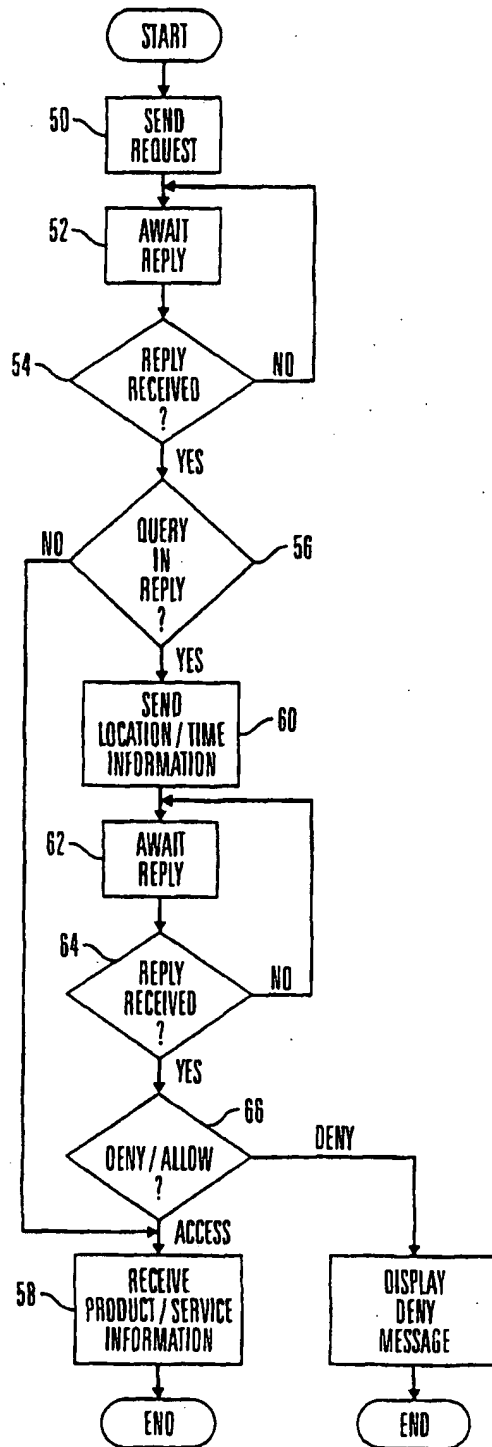 START
50
SEND
REQUEST
52
AWAIT
REPLY
54
REPLY
RECEIVED
?
NO
YES
NO
QUERY
IN
REPLY
?
56
YES
SEND
LOCATION / TIME
INFORMATION
60
62
AWAIT
REPLY
64
REPLY
RECEIVED
?
NO
YES
66
DENY / ALLOW
?
DENY
ACCESS
58
RECEIVE
PRODUCT / SERVICE
INFORMATION
DISPLAY
DENY
MESSAGE
END
END